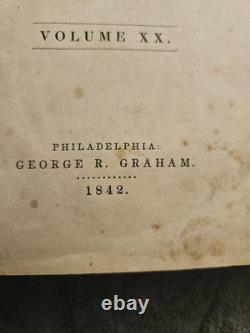 VOLUME XX.
PHILADELPHIA:
GEORGE R. GRAHAM.
............
1842.